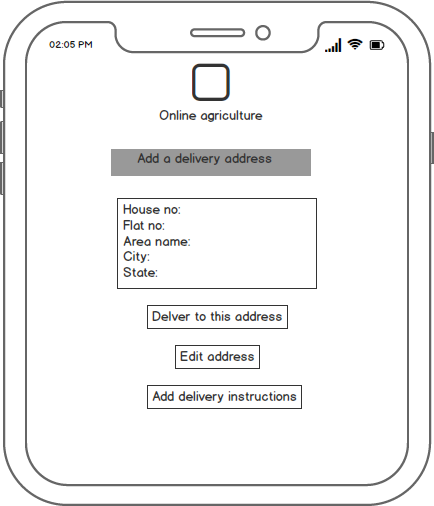 02:05 PM
Online agriculture
Add a delivery address
House no:
Flat no:
Area name:
City:
State:
Delver to this address
Edit address
Add delivery instructions